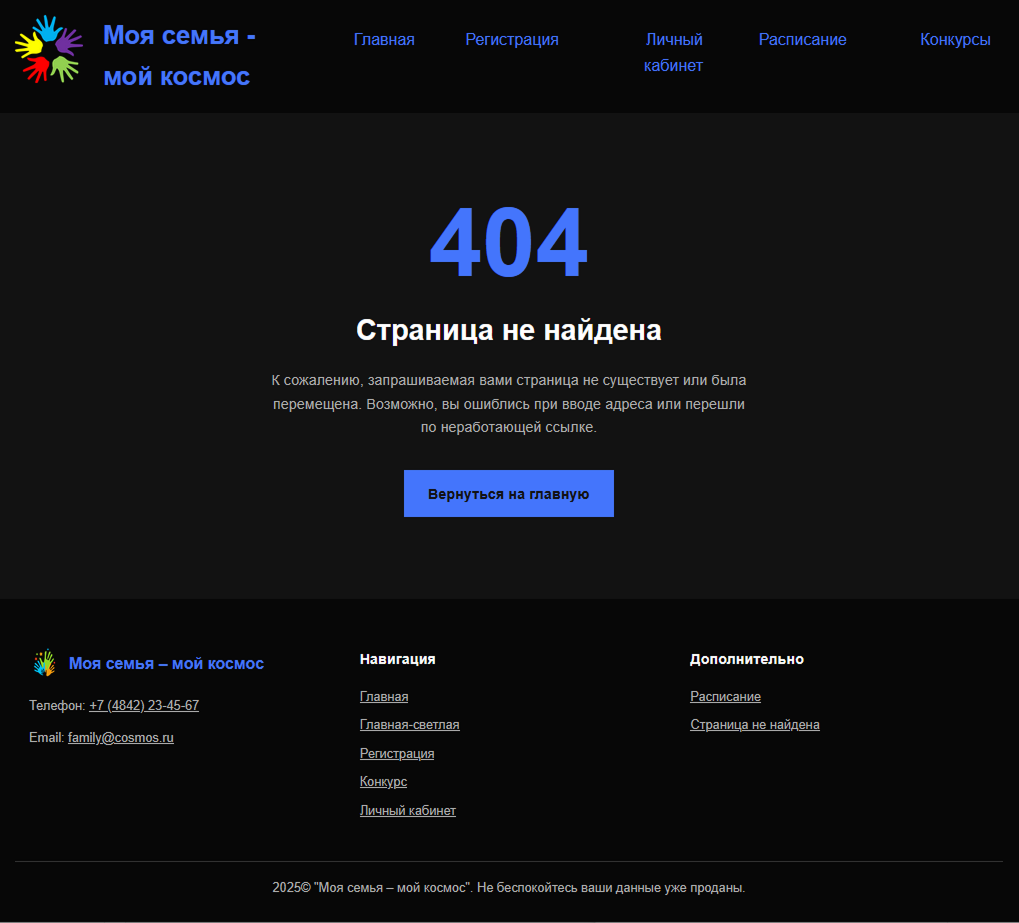 Моя семья -
мой космос
Главная
Регистрация
Личный
кабинет
Расписание
Конкурсы
404
Страница не найдена
К сожалению, запрашиваемая вами страница не существует или была
перемещена. Возможно, вы ошиблись при вводе адреса или перешли
по неработающей ссылке.
Вернуться на главную
Моя семья – мой космос
Телефон: +7 (4842) 23-45-67
Email: family@cosmos.ru
Навигация
Главная
Главная-светлая
Регистрация
Конкурс
Личный кабинет
Дополнительно
Расписание
Страница не найдена
2025© "Моя семья – мой космос". Не беспокойтесь ваши данные уже проданы.